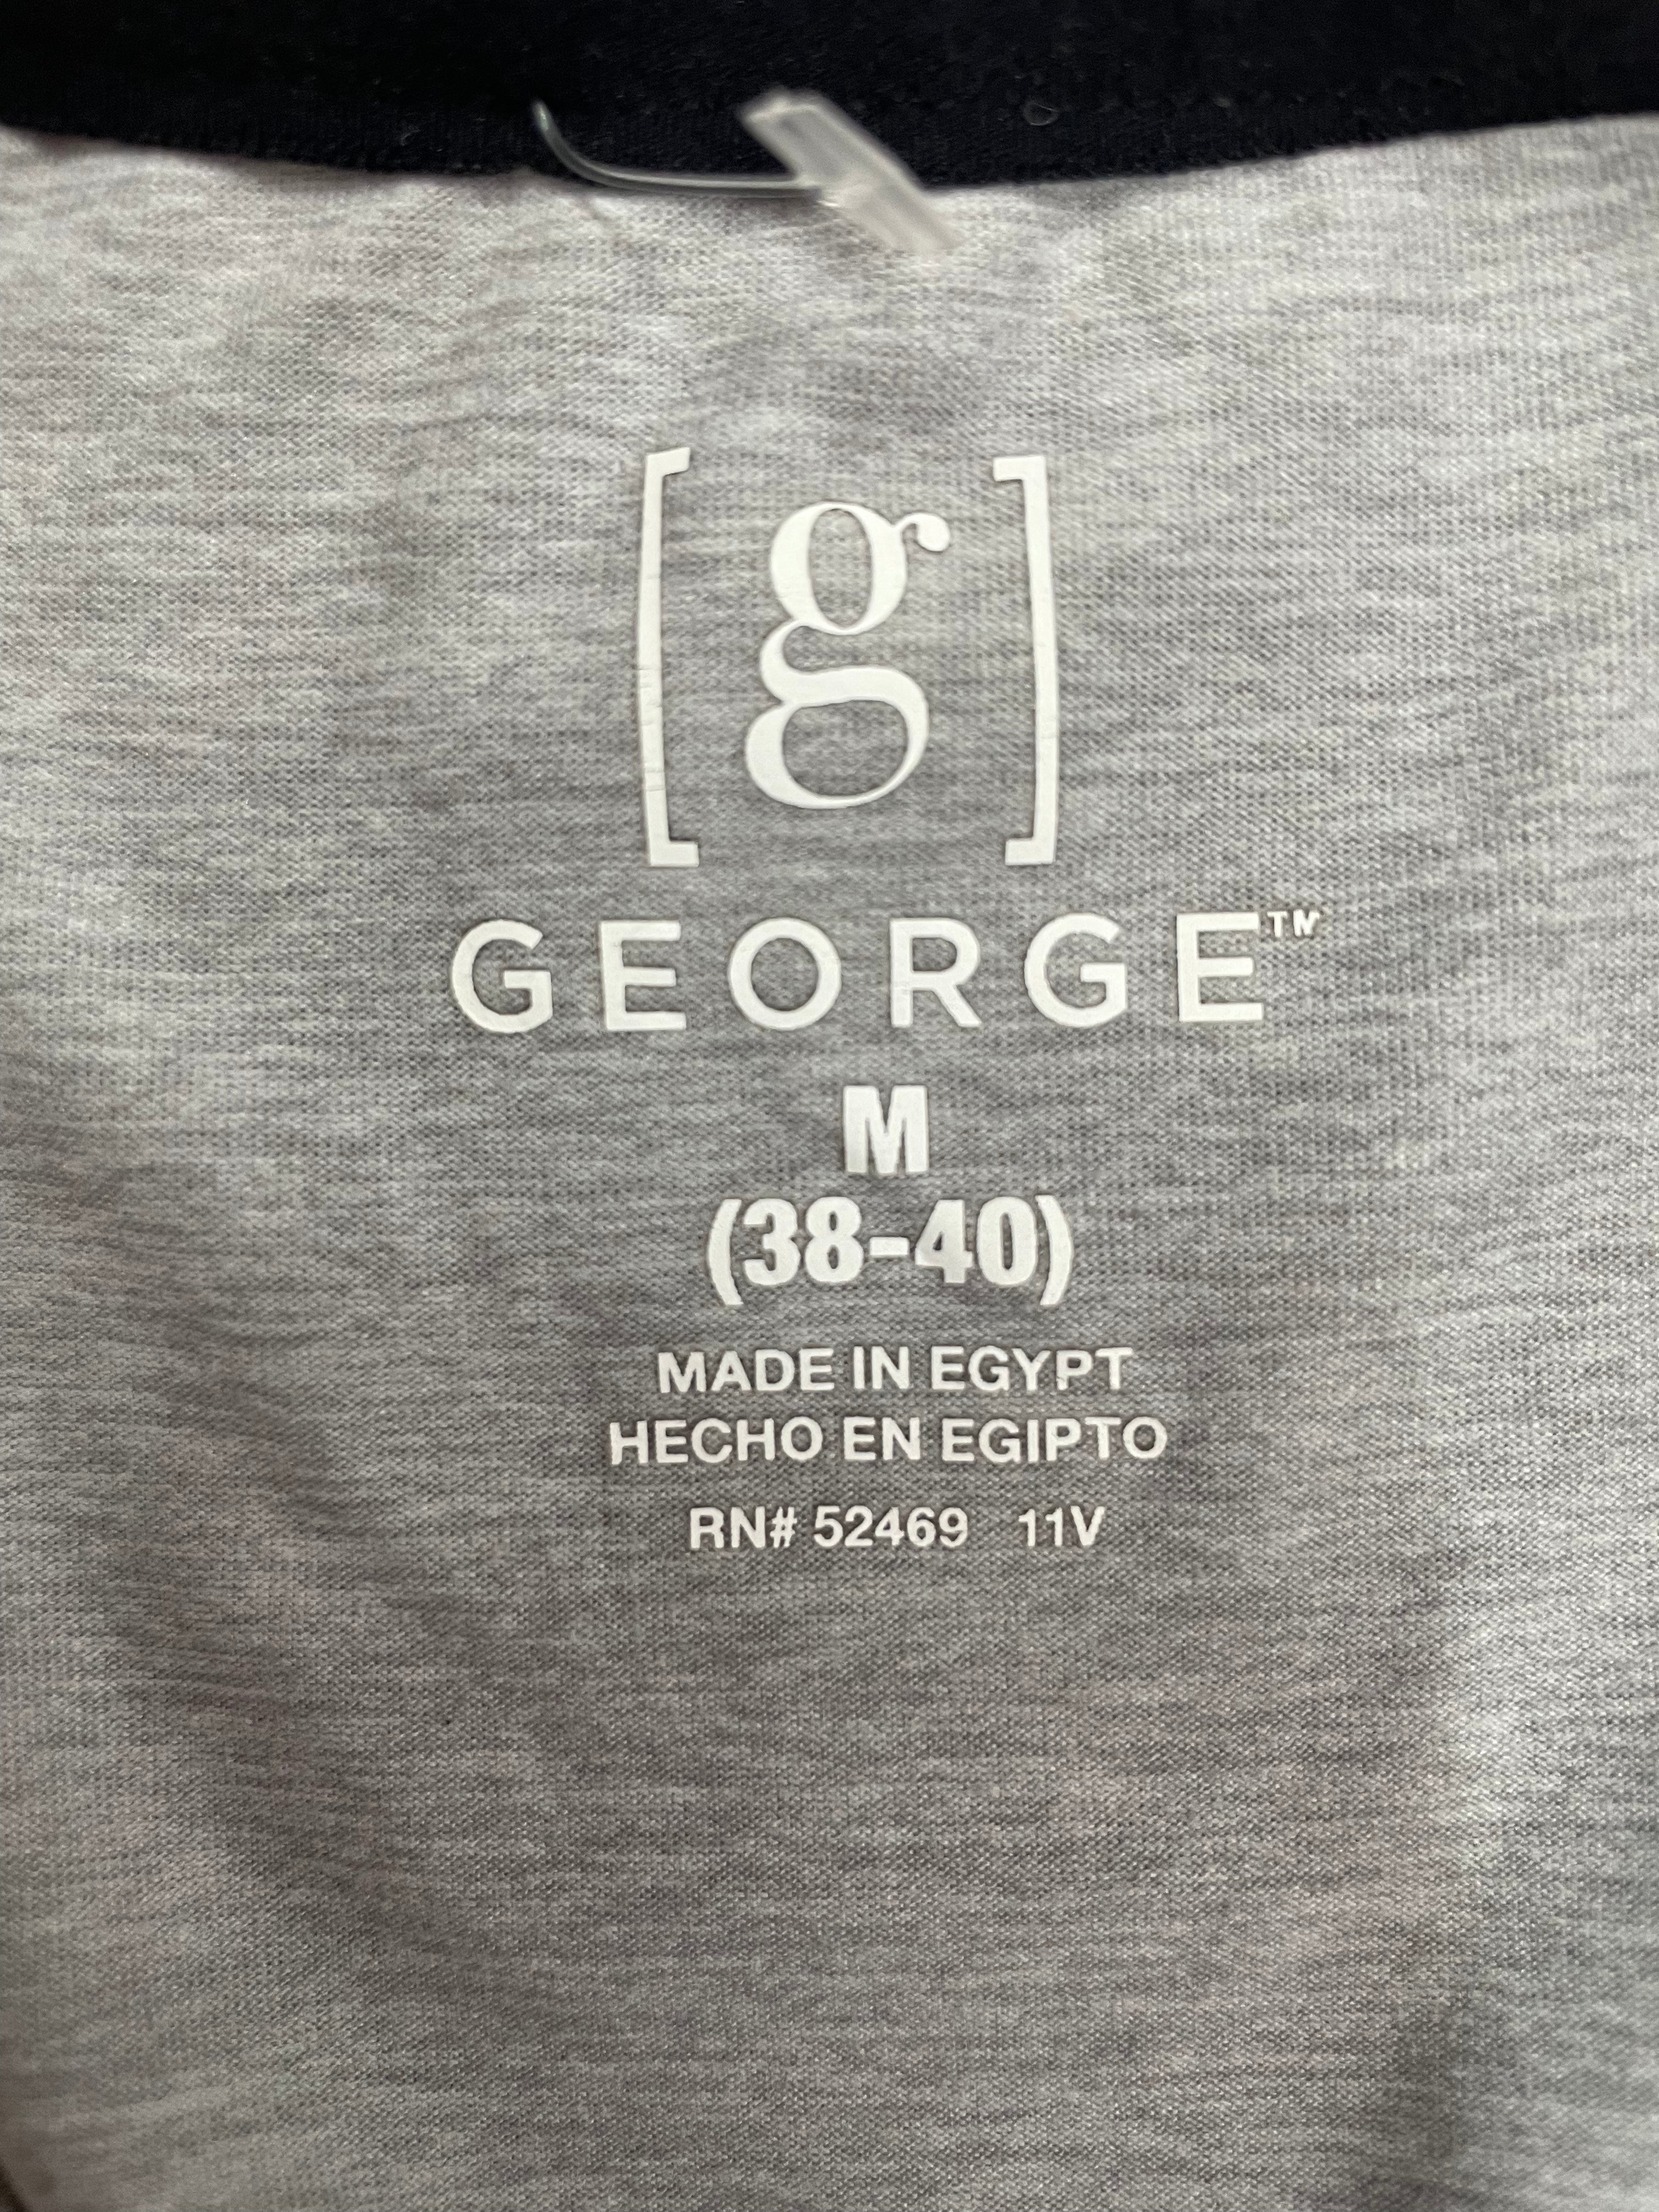 [g]
GEORGE™
M
(38-40)
MADE IN EGYPT
HECHO EN EGIPTO
RN# 52469 11V